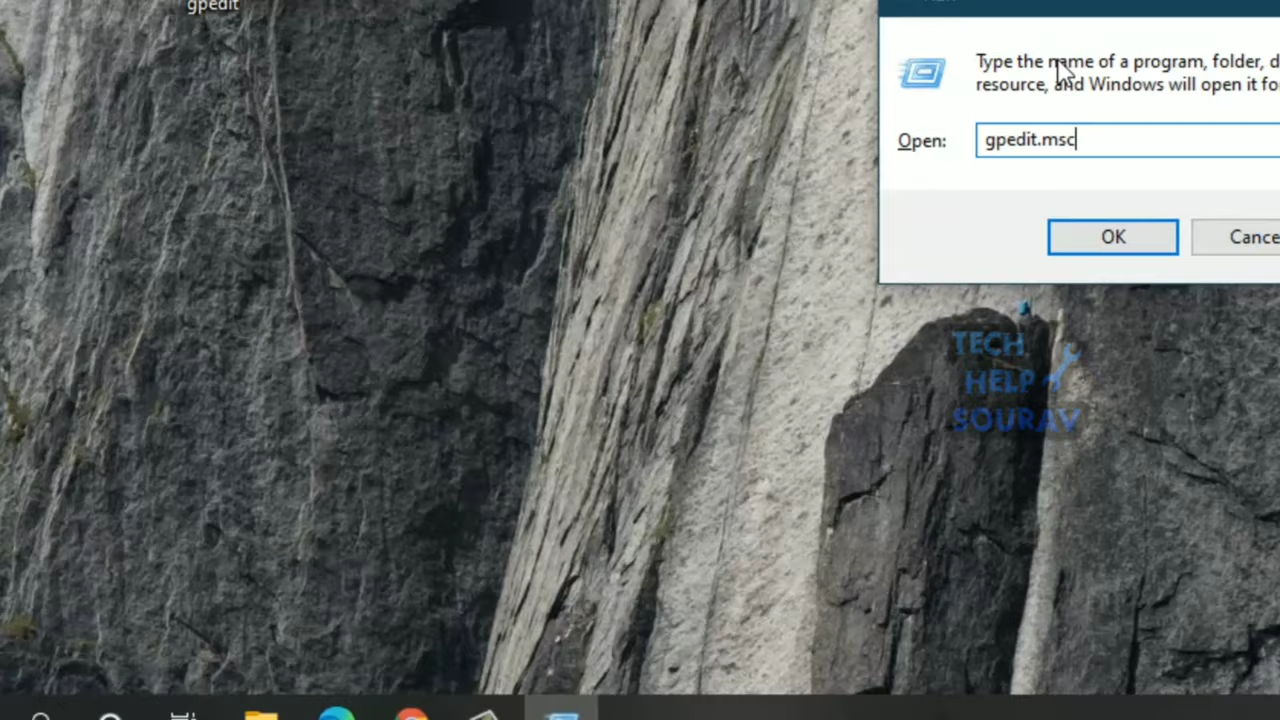 gpedit
Type the name of a program, folder, d
resource, and Windows will open it fo
Open:
gpedit.msc
OK
Cance
TECH
HELP
SOURAV